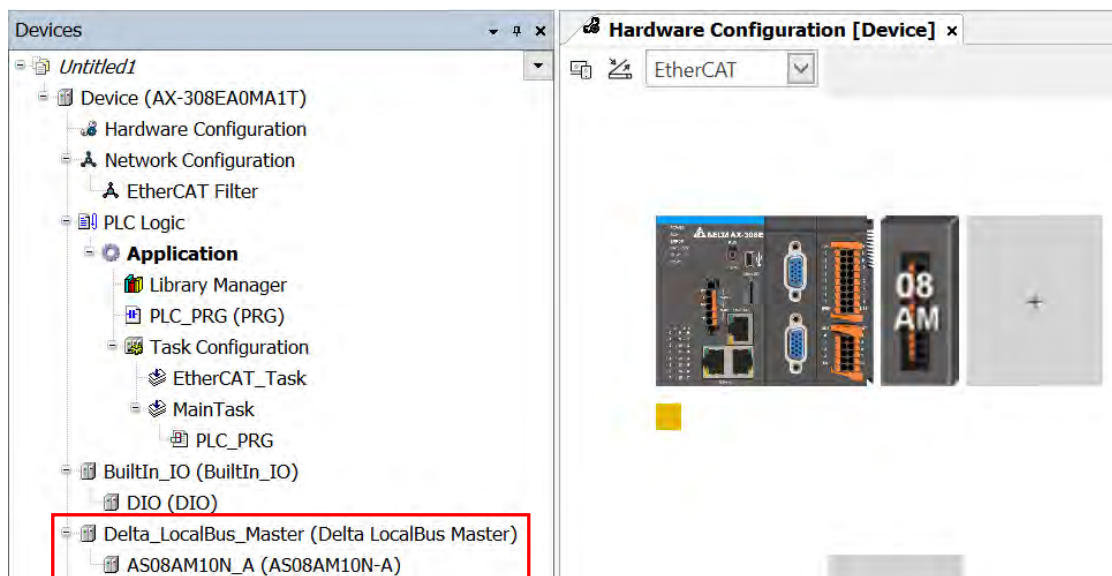 Devices
Untitled1
Device (AX-308EA0MA1T)
Hardware Configuration
Network Configuration
EtherCAT Filter
PLC Logic
Application
Library Manager
PLC_PRG (PRG)
Task Configuration
EtherCAT_Task
MainTask
PLC_PRG
BuiltIn_IO (BuiltIn_IO)
DIO (DIO)
Delta_LocalBus_Master (Delta LocalBus Master)
AS08AM10N_A (AS08AM10N-A)
Hardware Configuration [Device]
EtherCAT
DELTA AX-308E
08
AM